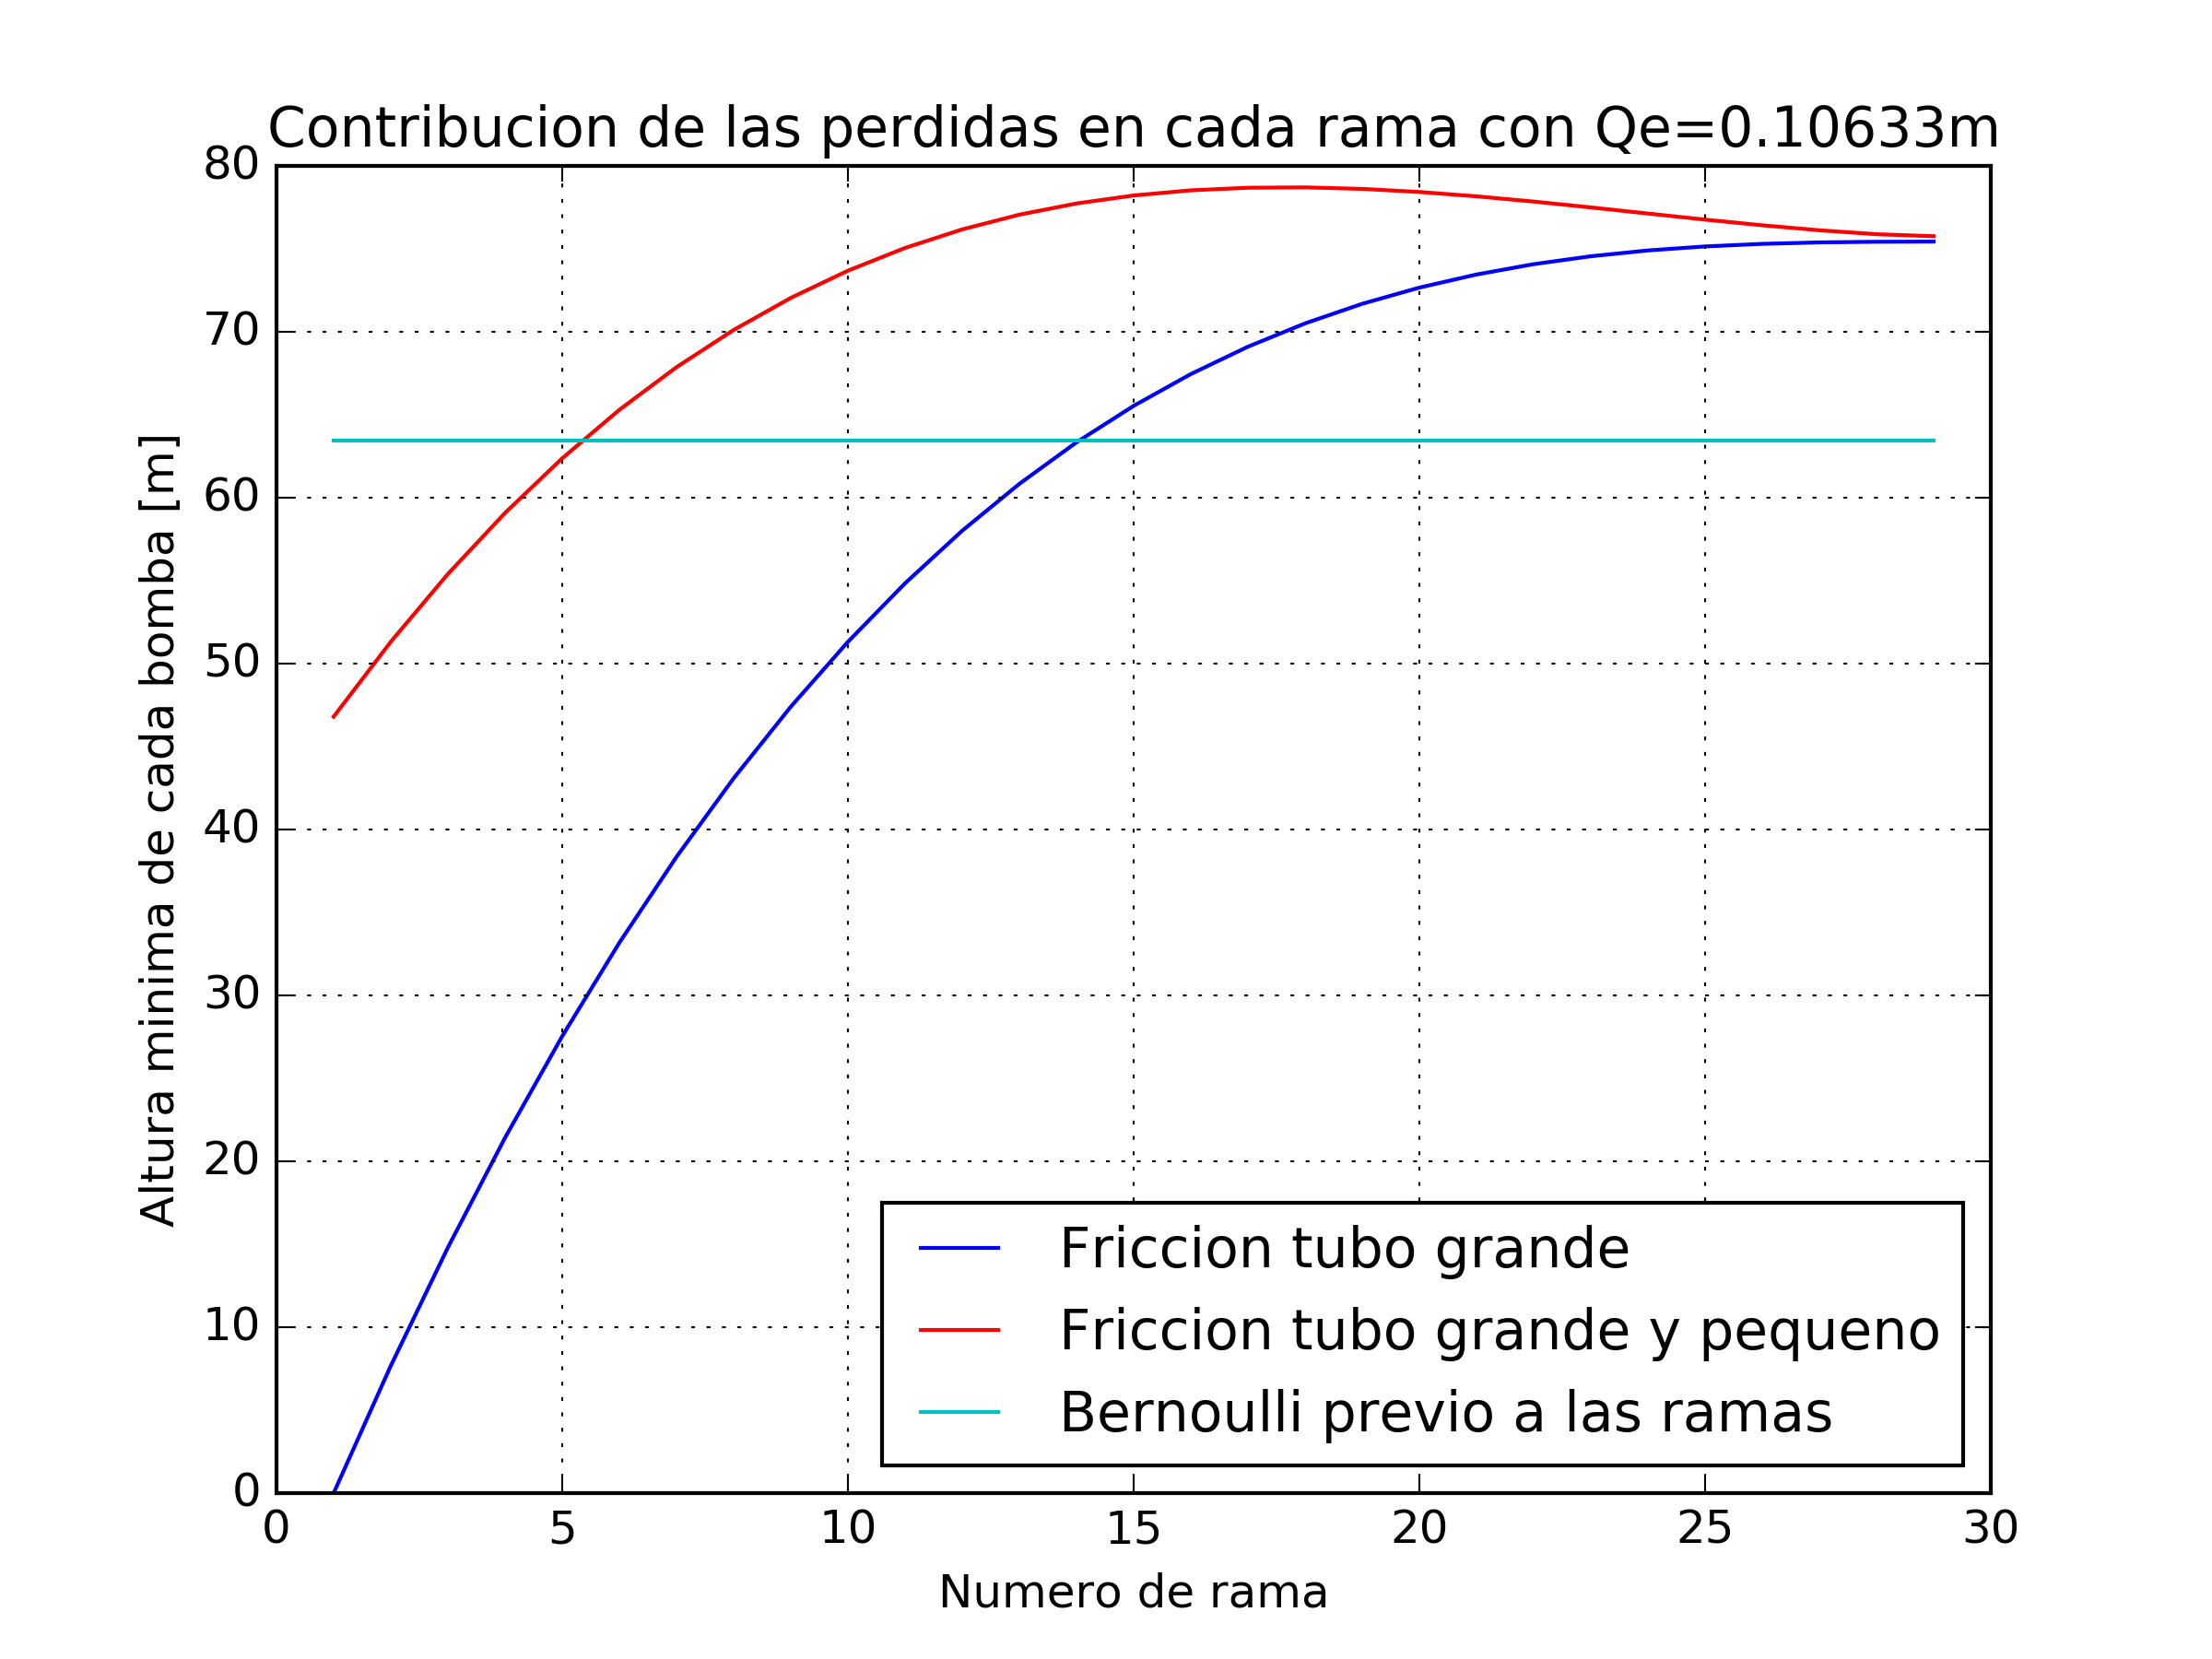 Contribucion de las perdidas en cada rama con Qe=0.10633m
80
70
60
50
40
30
20
10
0
Altura minima de cada bomba [m]
Friccion tubo grande
Friccion tubo grande y pequeno
Bernoulli previo a las ramas
0 5 10 15 20 25 30
Numero de rama